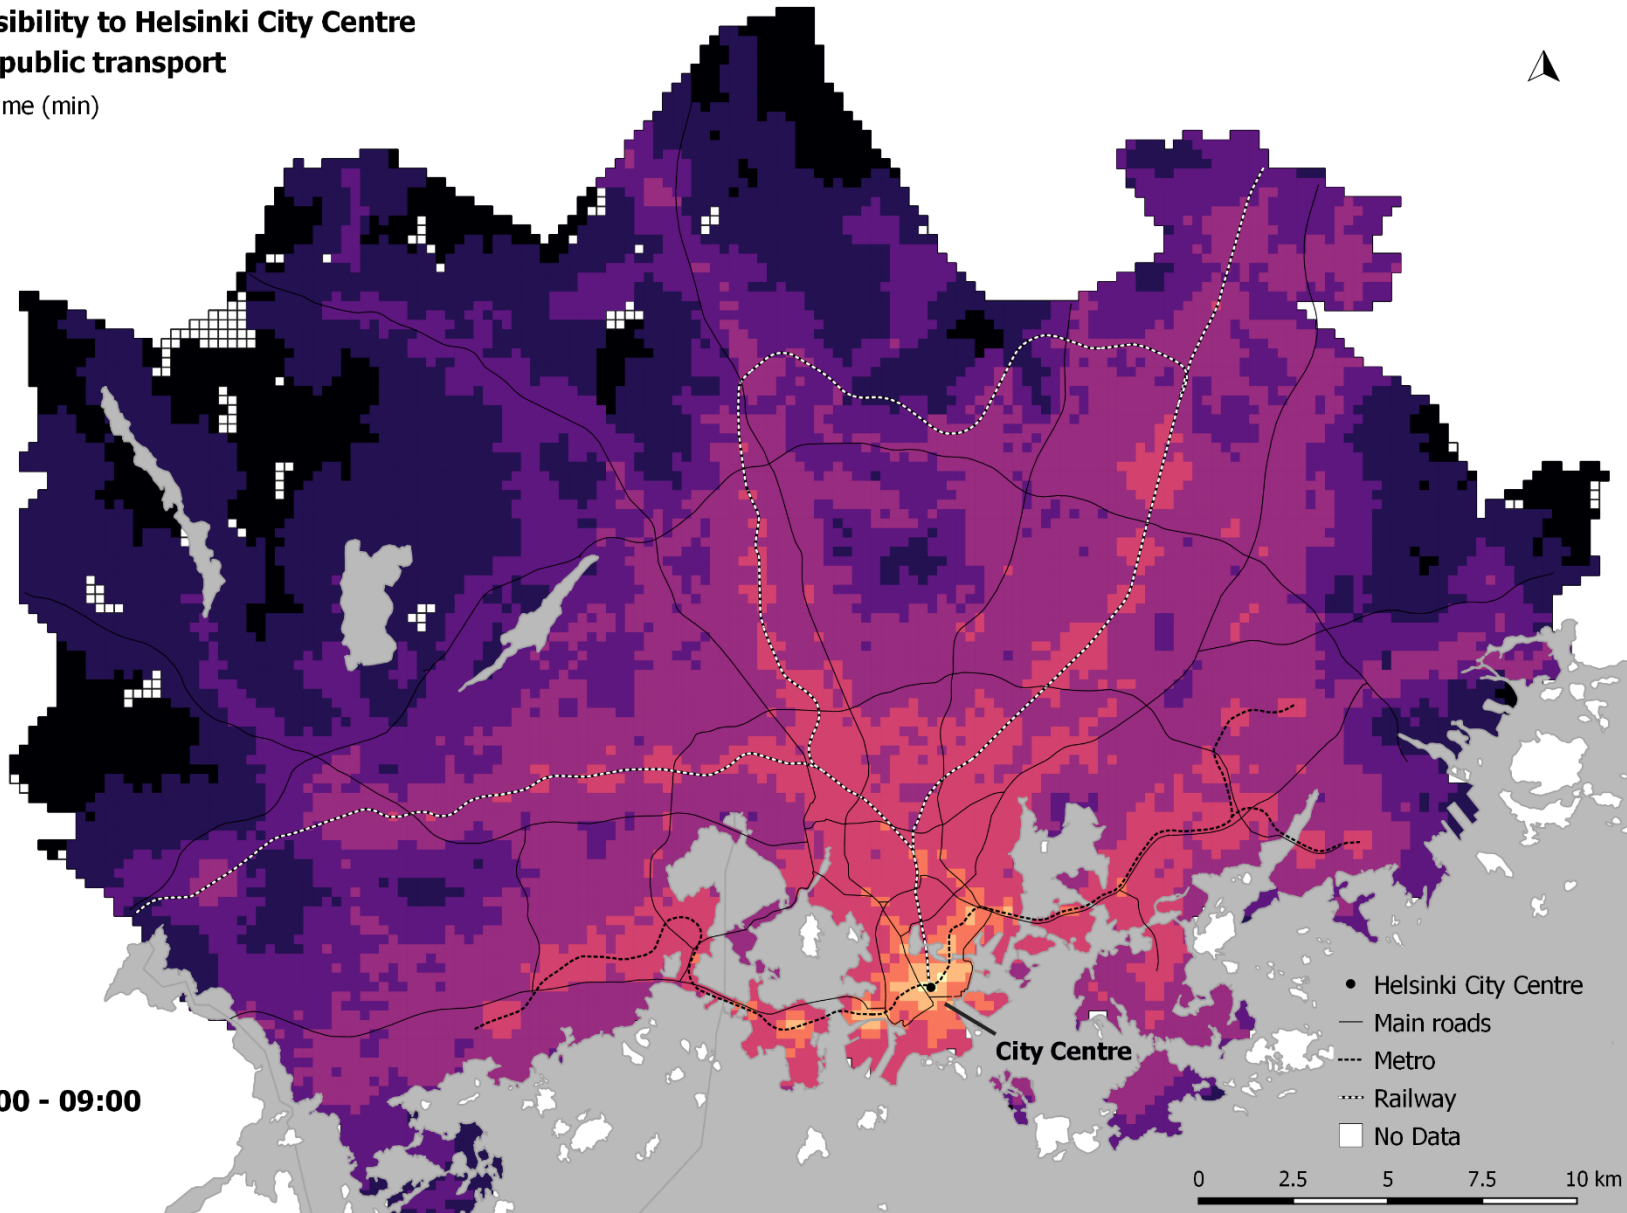 sibility to Helsinki City Centre
public transport
me (min)
Helsinki City Centre
Main roads
City Centre
Metro
00 - 09:00
Railway
No Data
0 2.5 5 7.5 10 km